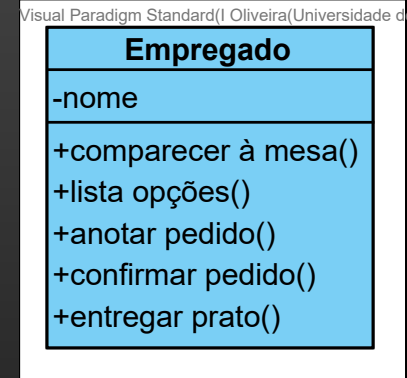 Visual Paradigm Standard(I Oliveira(Universidade d
Empregado
-nome
+comparecer à mesa()
+lista opções()
+anotar pedido()
+confirmar pedido()
+entregar prato()